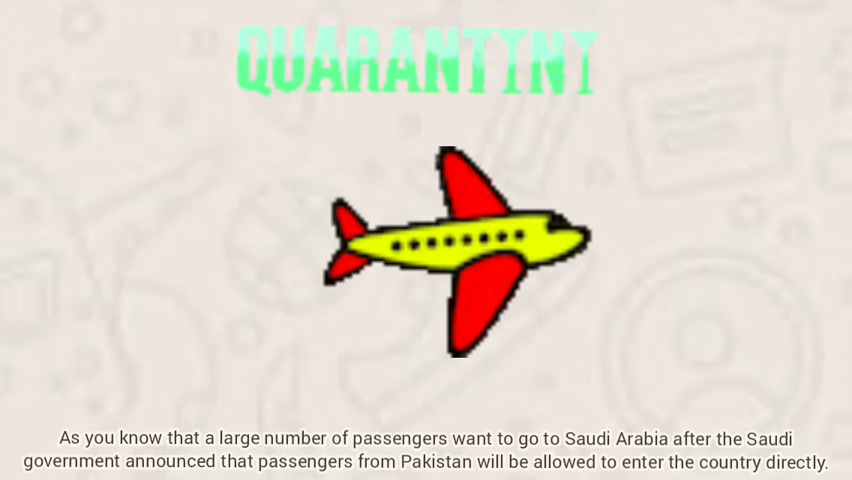 QUARANTINI
As you know that a large number of passengers want to go to Saudi Arabia after the Saudi
government announced that passengers from Pakistan will be allowed to enter the country directly.